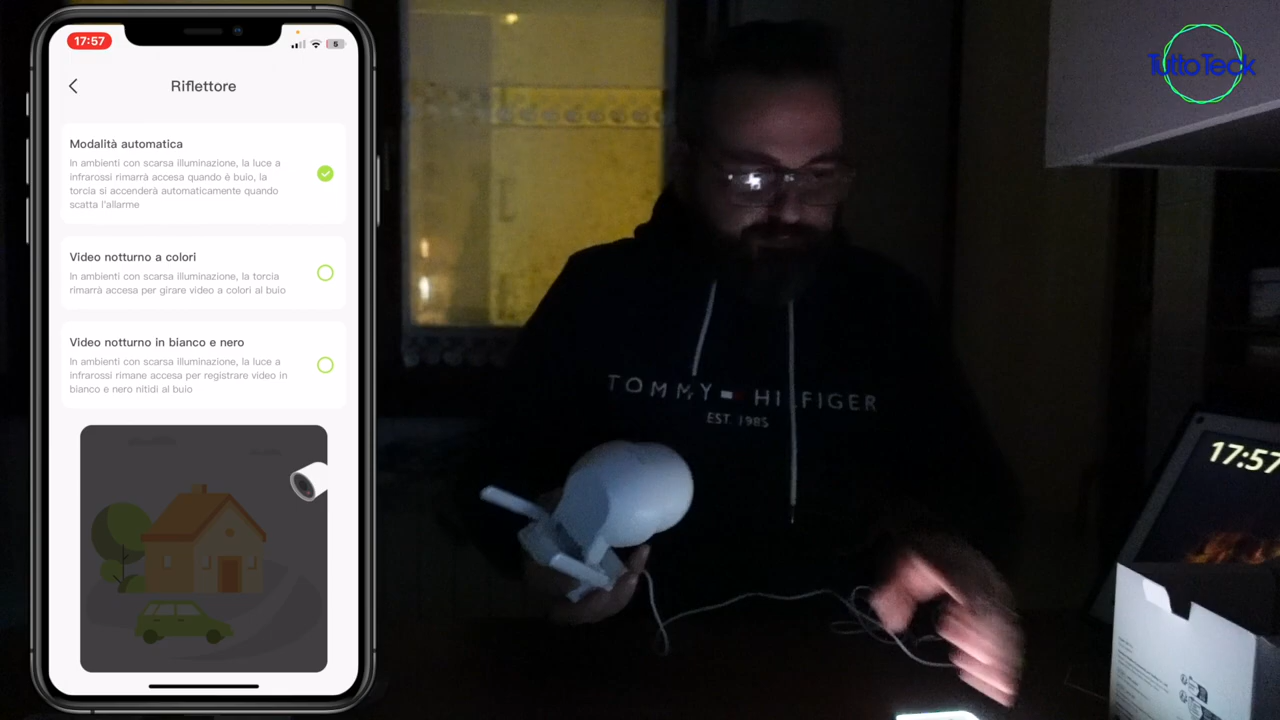 17:57
5
Riflettore
Modalità automatica
In ambienti con scarsa illuminazione, la luce a
infrarossi rimarrà accesa quando è buio, la
torcia si accenderà automaticamente quando
scatta l'allarme
Video notturno a colori
In ambienti con scarsa illuminazione, la torcia
rimarrà accesa per girare video a colori al buio
Video notturno in bianco e nero
In ambienti con scarsa illuminazione, la luce a
infrarossi rimane accesa per registrare video in
bianco e nero nitidi al buio
TOMMY HILFIGER
EST. 1985
TuttoTeck
17:57